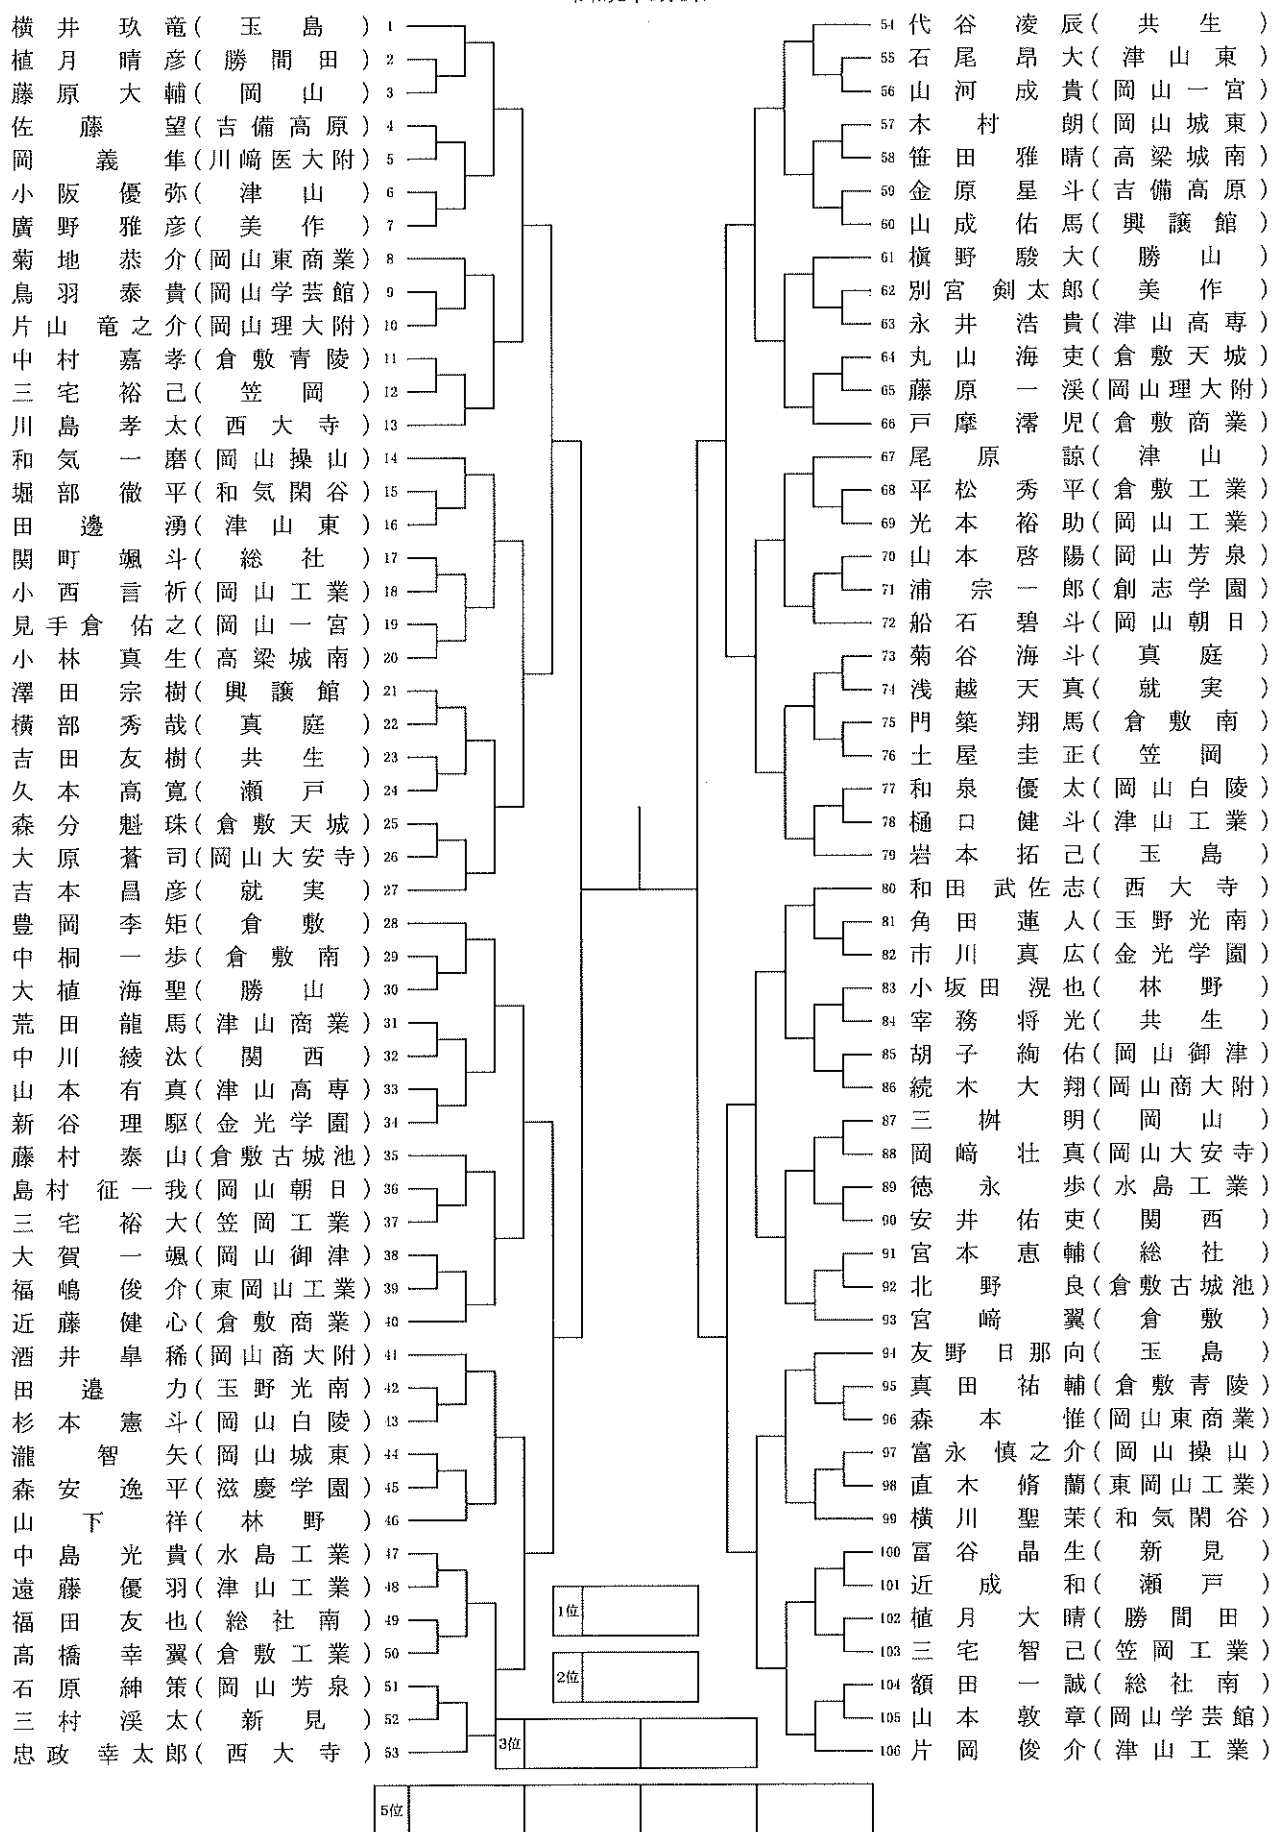 横井玖竜(玉島) 1
植月晴彦(勝間田) 2
藤原大輔(岡山) 3
佐藤望(吉備高原) 4
岡義隼(川﨑医大附) 5
小阪優弥(津山) 6
廣野雅彦(美作) 7
菊地恭介(岡山東商業) 8
鳥羽泰貴(岡山学芸館) 9
片山竜之介(岡山理大附) 10
中村嘉孝(倉敷青陵) 11
三宅裕己(笠岡) 12
川島孝太(西大寺) 13
和気一磨(岡山操山) 14
堀部徹平(和気閑谷) 15
田邊湧(津山東) 16
関町颯斗(総社) 17
小西言祈(岡山工業) 18
見手倉佑之(岡山一宮) 19
小林真生(高梁城南) 20
澤田宗樹(興譲館) 21
横部秀哉(真庭) 22
吉田友樹(共生) 23
久本高寛(瀬戸) 24
森分魁珠(倉敷天城) 25
大原蒼司(岡山大安寺) 26
吉本昌彦(就実) 27
豊岡李矩(倉敷) 28
中桐一歩(倉敷南) 29
大植海聖(勝山) 30
荒田龍馬(津山商業) 31
中川綾汰(関西) 32
山本有真(津山高専) 33
新谷理駆(金光学園) 34
藤村泰山(倉敷古城池) 35
島村征一我(岡山朝日) 36
三宅裕大(笠岡工業) 37
大賀一颯(岡山御津) 38
福嶋俊介(東岡山工業) 39
近藤健心(倉敷商業) 40
酒井皐稀(岡山商大附) 41
田邉力(玉野光南) 42
杉本憲斗(岡山白陵) 43
瀧智矢(岡山城東) 44
森安逸平(滋慶学園) 45
山下祥(林野) 46
中島光貴(水島工業) 47
遠藤優羽(津山工業) 48
福田友也(総社南) 49
髙橋幸翼(倉敷工業) 50
石原紳策(岡山芳泉) 51
三村渓太(新見) 52
忠政幸太郎(西大寺) 53
54 代谷凌辰(共生)
55 石尾昂大(津山東)
56 山河成貴(岡山一宮)
57 木村朗(岡山城東)
58 笹田雅晴(高梁城南)
59 金原星斗(吉備高原)
60 山成佑馬(興譲館)
61 槇野駿大(勝山)
62 別宮剣太郎(美作)
63 永井浩貴(津山高専)
64 丸山海吏(倉敷天城)
65 藤原一渓(岡山理大附)
66 戸摩澪児(倉敷商業)
67 尾原諒(津山)
68 平松秀平(倉敷工業)
69 光本裕助(岡山工業)
70 山本啓陽(岡山芳泉)
71 浦宗一郎(創志学園)
72 船石碧斗(岡山朝日)
73 菊谷海斗(真庭)
74 浅越天真(就実)
75 門築翔馬(倉敷南)
76 土屋圭正(笠岡)
77 和泉優太(岡山白陵)
78 樋口健斗(津山工業)
79 岩本拓己(玉島)
80 和田武佐志(西大寺)
81 角田蓮人(玉野光南)
82 市川真広(金光学園)
83 小坂田滉也(林野)
84 宰務将光(共生)
85 胡子絢佑(岡山御津)
86 続木大翔(岡山商大附)
87 三桝明(岡山)
88 岡﨑壮真(岡山大安寺)
89 徳永歩(水島工業)
90 安井佑吏(関西)
91 宮本恵輔(総社)
92 北野良(倉敷古城池)
93 宮﨑翼(倉敷)
94 友野日那向(玉島)
95 真田祐輔(倉敷青陵)
96 森本惟(岡山東商業)
97 富永慎之介(岡山操山)
98 直木脩蘭(東岡山工業)
99 横川聖茉(和気閑谷)
100 冨谷晶生(新見)
101 近成和(瀬戸)
102 植月大晴(勝間田)
103 三宅智己(笠岡工業)
104 額田一誠(総社南)
105 山本敦章(岡山学芸館)
106 片岡俊介(津山工業)
1位
2位
3位
5位